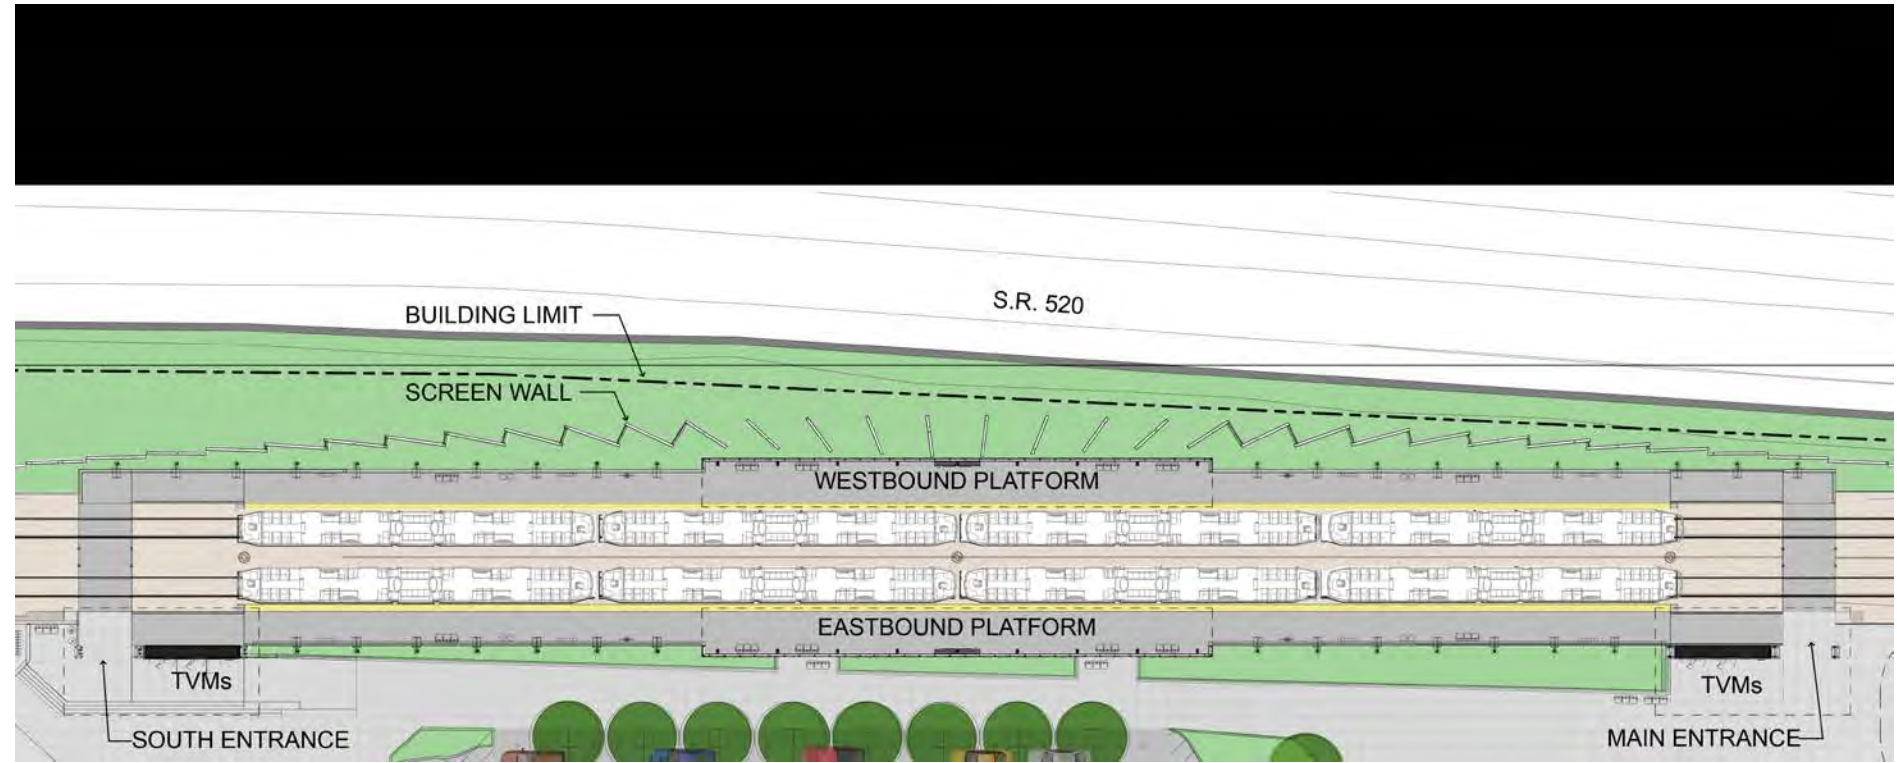 S.R. 520
BUILDING LIMIT
SCREEN WALL
WESTBOUND PLATFORM
EASTBOUND PLATFORM
TVMs
TVMs
SOUTH ENTRANCE
MAIN ENTRANCE